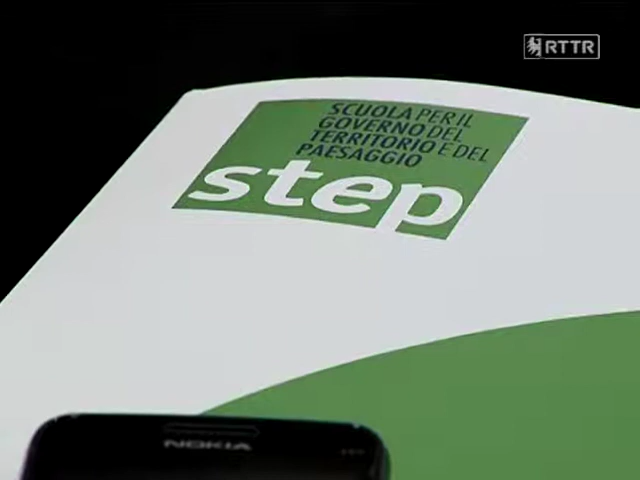 RTTR
SCUOLA PER IL
GOVERNO DEL
TERRITORIO E DEL
PAESAGGIO
step
NOKIA